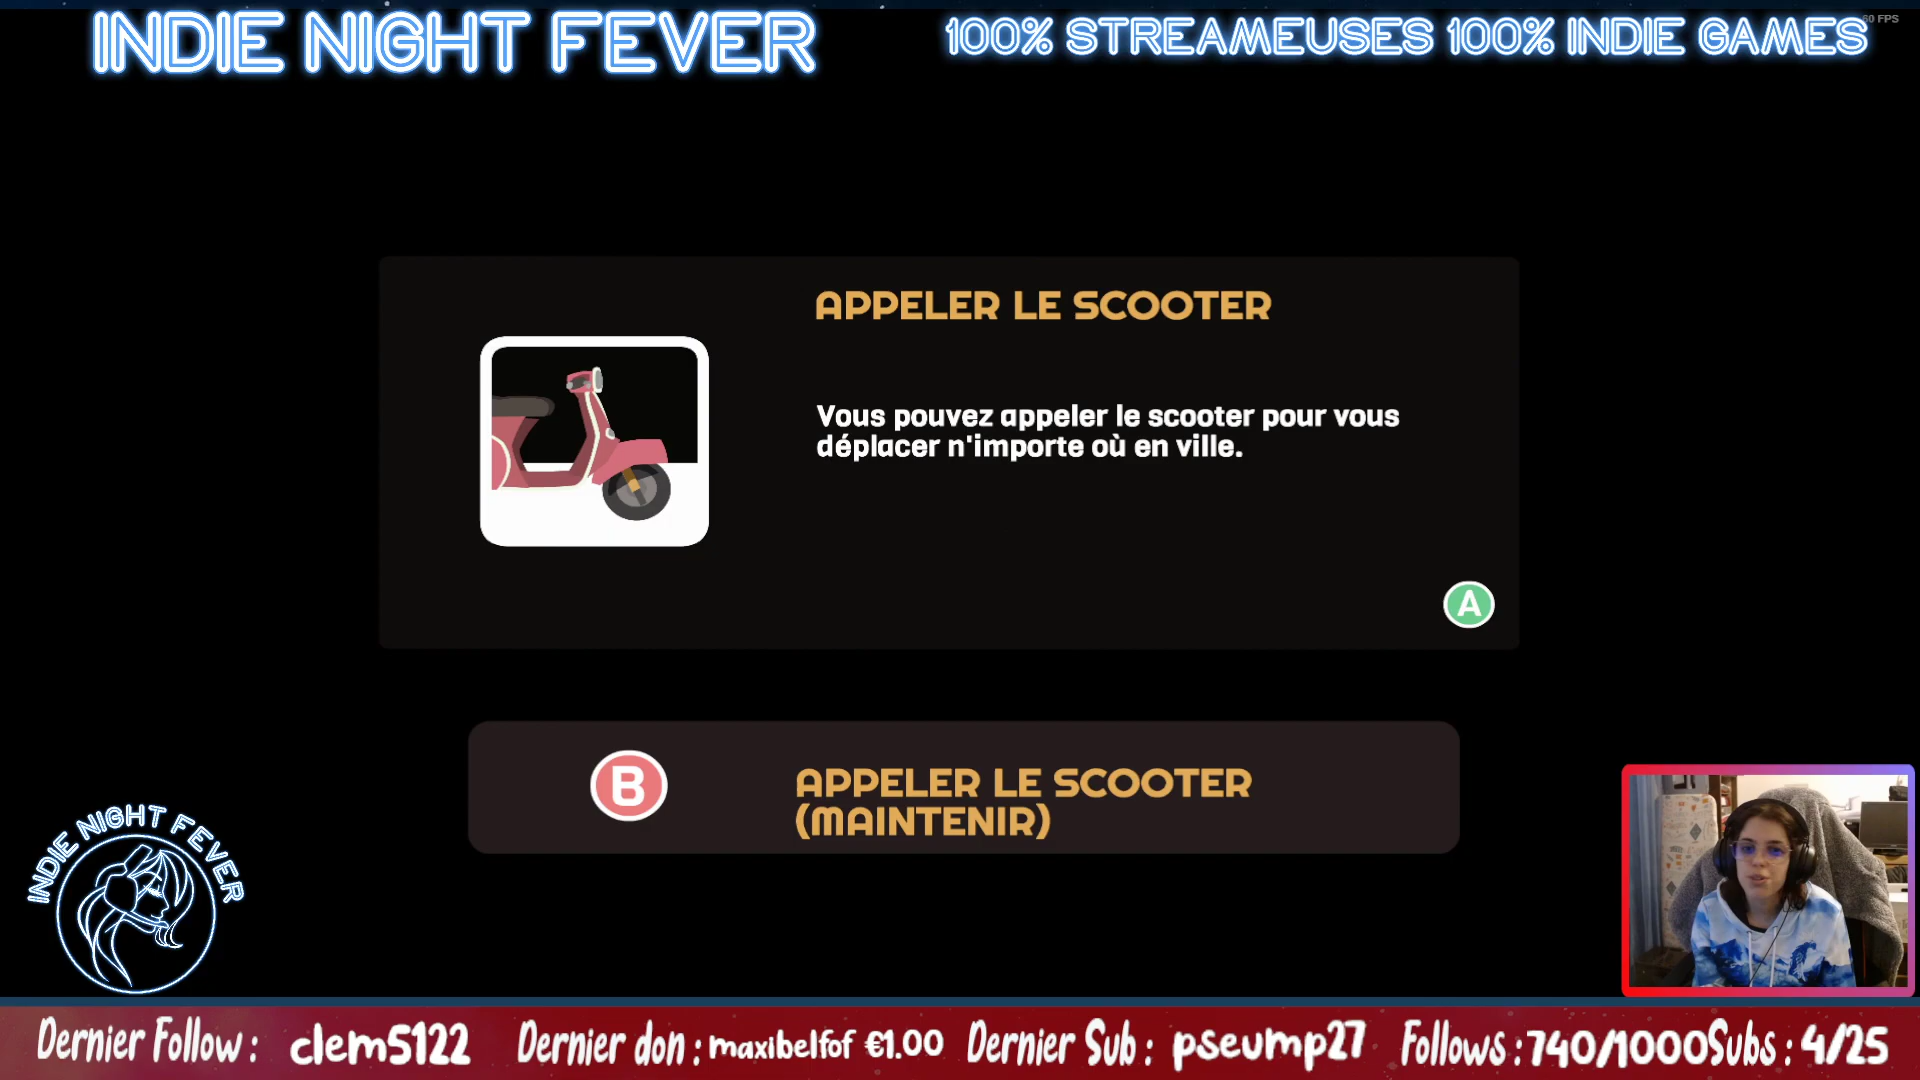 INDIE NIGHT FEVER
100% STREAMEUSES 100% INDIE GAMES
60 FPS
APPELER LE SCOOTER
Vous pouvez appeler le scooter pour vous
déplacer n'importe où en ville.
A
B
APPELER LE SCOOTER
(MAINTENIR)
INDIE NIGHT FEVER
Dernier Follow : clem5122 Dernier don : maxibelfof €1.00 Dernier Sub : pseump27 Follows : 740/1000 Subs : 4/25